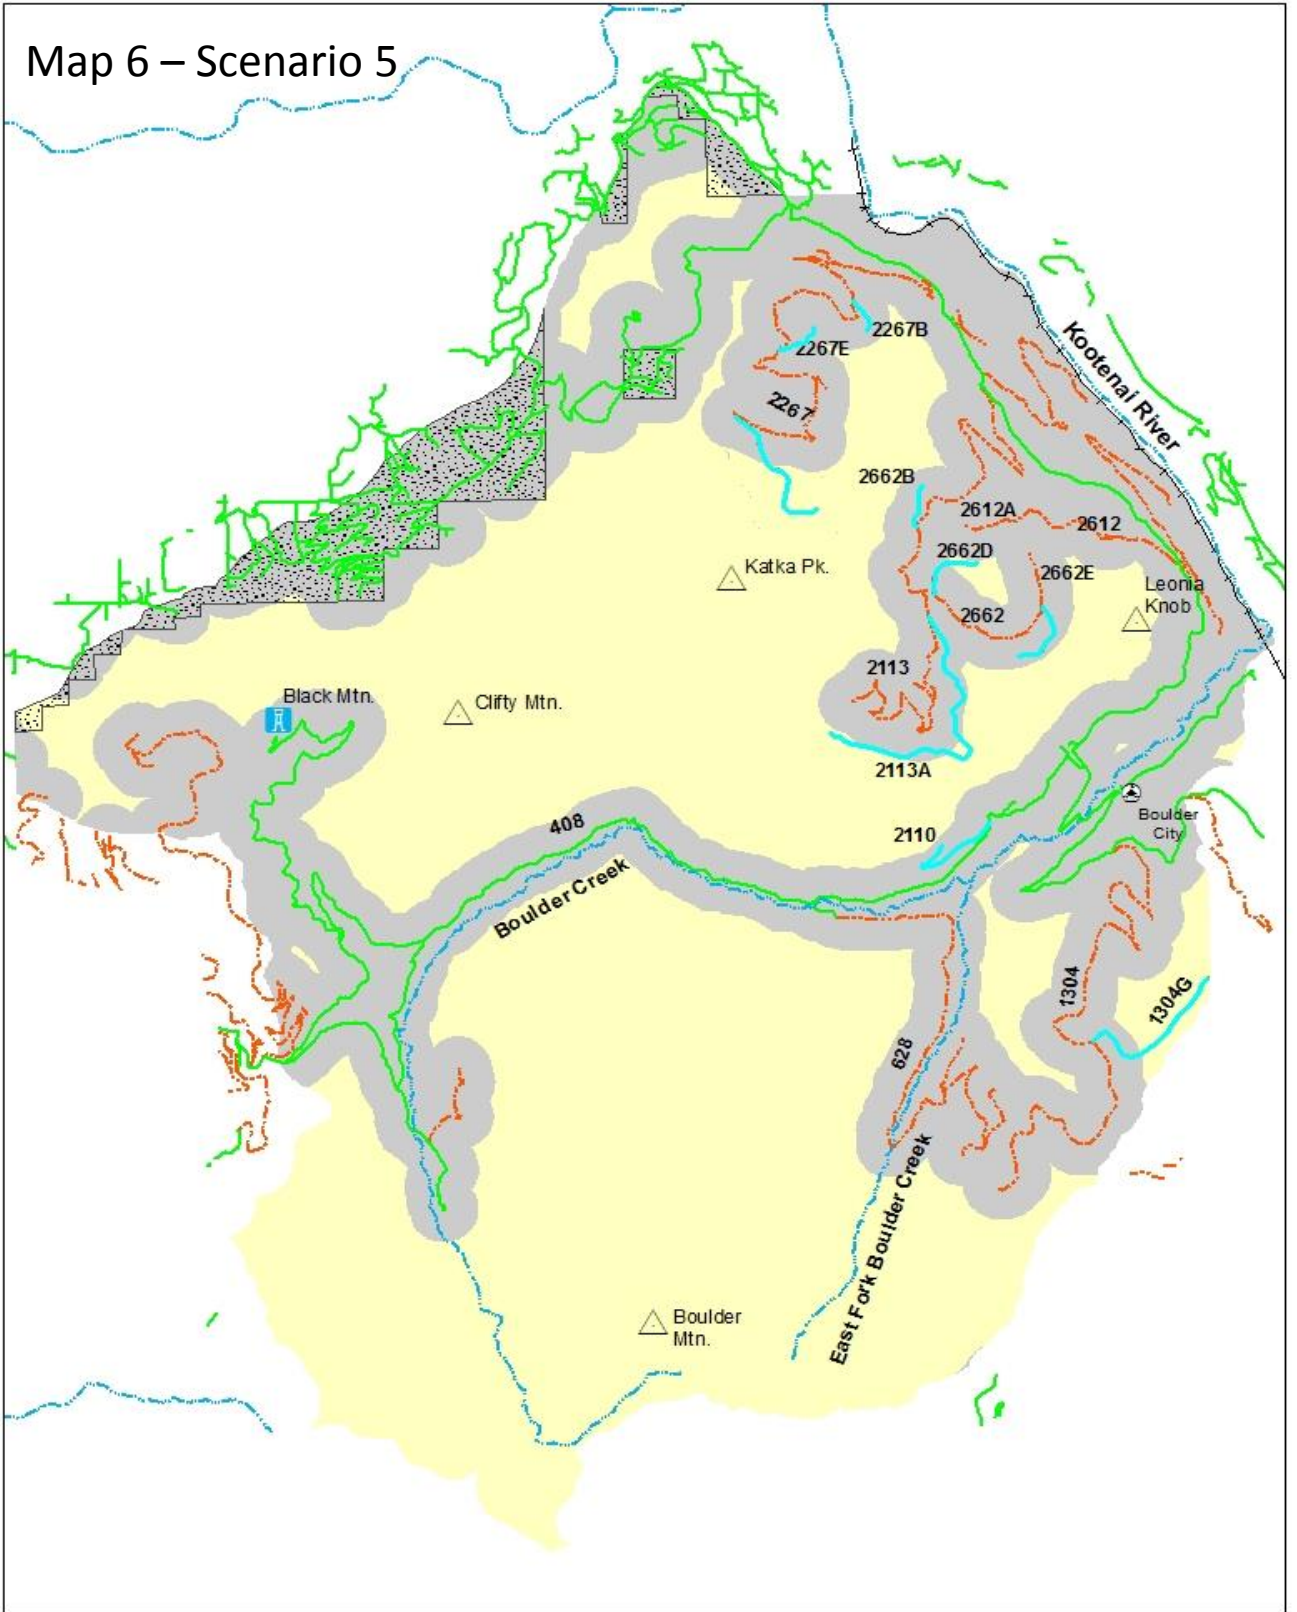 Map 6 – Scenario 5
Kootenai River
2267B
2267E
2267
2662B
2612A
2612
2662D
2662E
Katka Pk.
Leonia
Knob
2662
2113
Black Mtn.
Clifty Mtn.
2113A
408
2110
Boulder
City
Boulder Creek
1304
1304G
628
East Fork Boulder Creek
Boulder
Mtn.